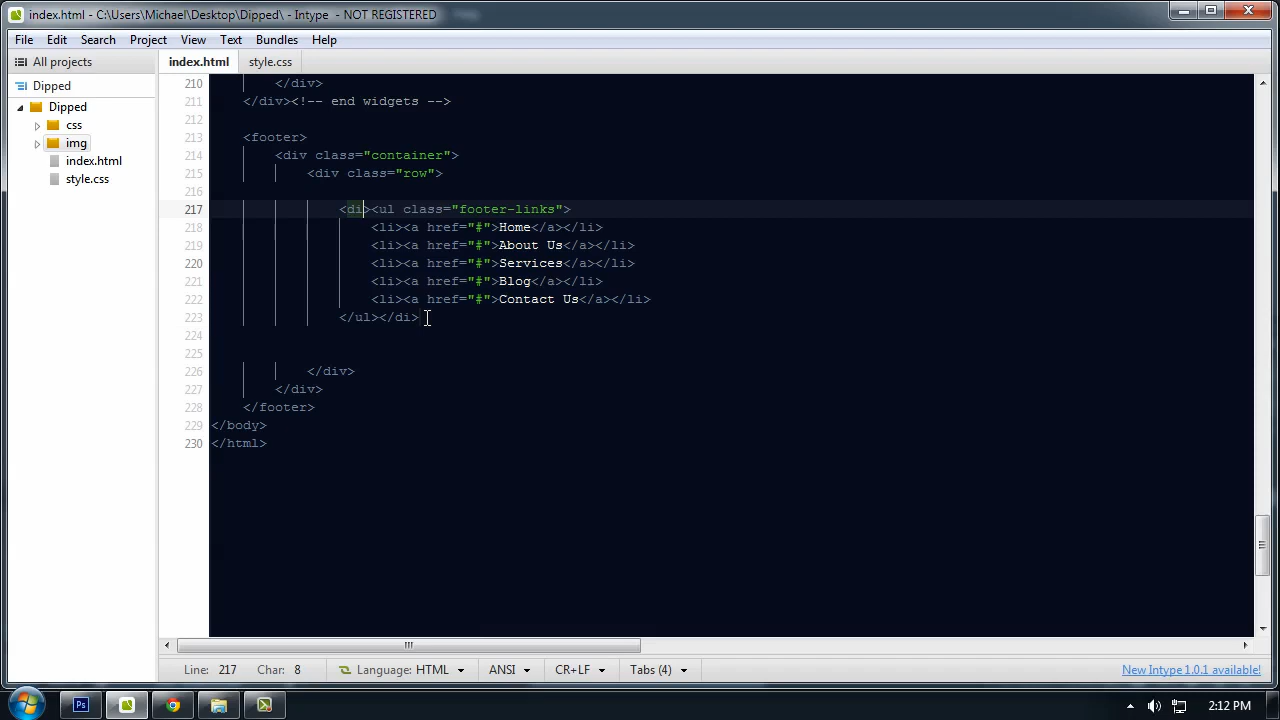 index.html - C:\Users\Michael\Desktop\Dipped\ - Intype - NOT REGISTERED
File Edit Search Project View Text Bundles Help
All projects
index.html style.css
Dipped
Dipped
css
img
index.html
style.css
210 </div>
211 </div><!-- end widgets -->
212
213 <footer>
214 <div class="container">
215 <div class="row">
216
217 <di><ul class="footer-links">
218 <li><a href="#">Home</a></li>
219 <li><a href="#">About Us</a></li>
220 <li><a href="#">Services</a></li>
221 <li><a href="#">Blog</a></li>
222 <li><a href="#">Contact Us</a></li>
223 </ul></di>
224
225
226 </div>
227 </div>
228 </footer>
229 </body>
230 </html>
Line: 217 Char: 8 Language: HTML ANSI CR+LF Tabs (4) New Intype 1.0.1 available!
Ps
2:12 PM